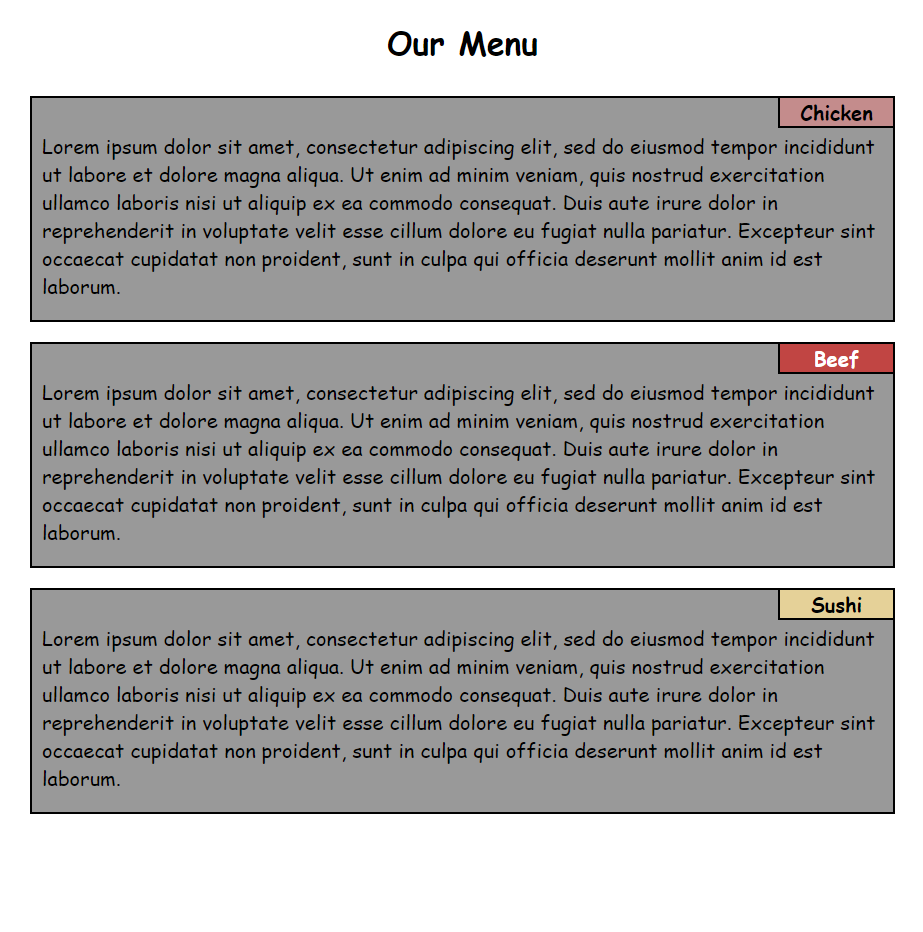 Our Menu
Chicken
Lorem ipsum dolor sit amet, consectetur adipiscing elit, sed do eiusmod tempor incididunt
ut labore et dolore magna aliqua. Ut enim ad minim veniam, quis nostrud exercitation
ullamco laboris nisi ut aliquip ex ea commodo consequat. Duis aute irure dolor in
reprehenderit in voluptate velit esse cillum dolore eu fugiat nulla pariatur. Excepteur sint
occaecat cupidatat non proident, sunt in culpa qui officia deserunt mollit anim id est
laborum.
Beef
Lorem ipsum dolor sit amet, consectetur adipiscing elit, sed do eiusmod tempor incididunt
ut labore et dolore magna aliqua. Ut enim ad minim veniam, quis nostrud exercitation
ullamco laboris nisi ut aliquip ex ea commodo consequat. Duis aute irure dolor in
reprehenderit in voluptate velit esse cillum dolore eu fugiat nulla pariatur. Excepteur sint
occaecat cupidatat non proident, sunt in culpa qui officia deserunt mollit anim id est
laborum.
Sushi
Lorem ipsum dolor sit amet, consectetur adipiscing elit, sed do eiusmod tempor incididunt
ut labore et dolore magna aliqua. Ut enim ad minim veniam, quis nostrud exercitation
ullamco laboris nisi ut aliquip ex ea commodo consequat. Duis aute irure dolor in
reprehenderit in voluptate velit esse cillum dolore eu fugiat nulla pariatur. Excepteur sint
occaecat cupidatat non proident, sunt in culpa qui officia deserunt mollit anim id est
laborum.